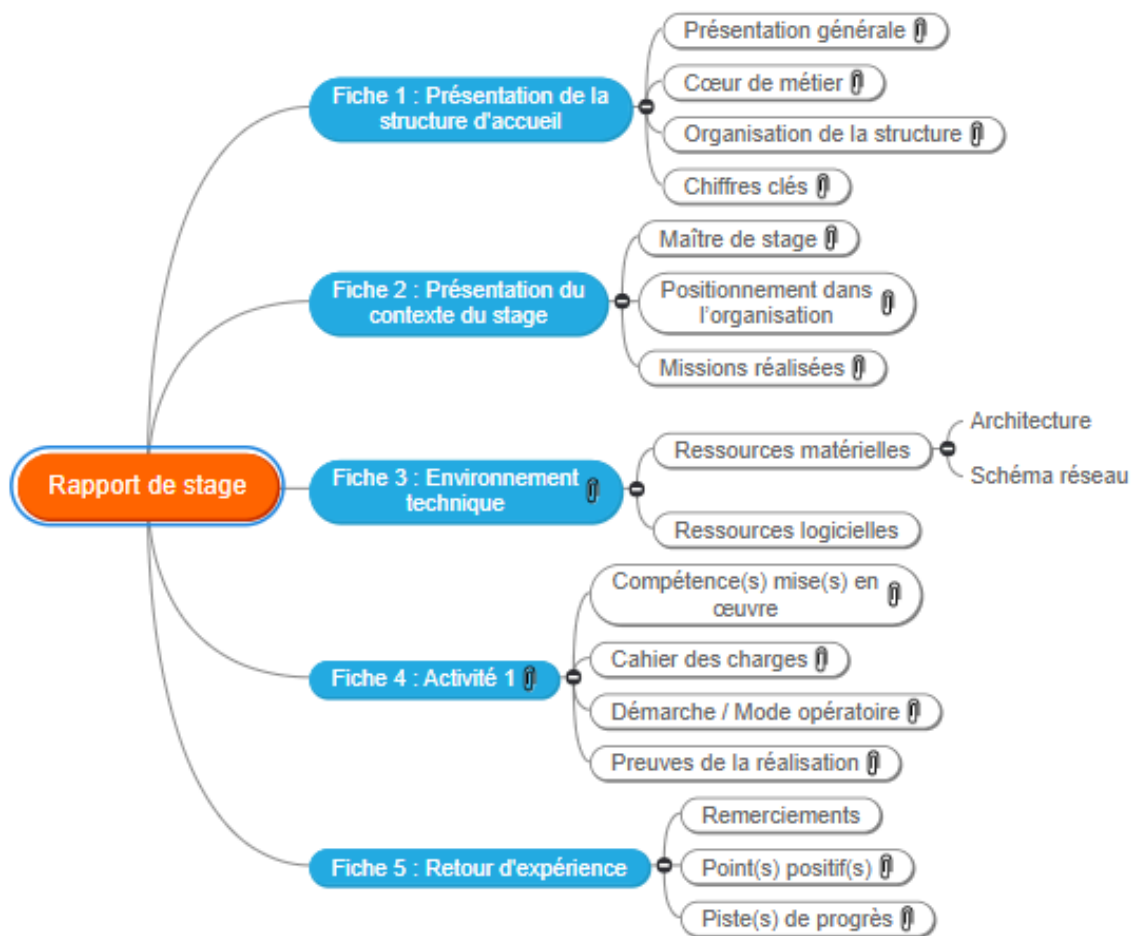 Rapport de stage
Fiche 1 : Présentation de la
structure d'accueil
Présentation générale
Cœur de métier
Organisation de la structure
Chiffres clés
Fiche 2 : Présentation du
contexte du stage
Maître de stage
Positionnement dans
l’organisation
Missions réalisées
Fiche 3 : Environnement
technique
Ressources matérielles
Architecture
Schéma réseau
Ressources logicielles
Fiche 4 : Activité 1
Compétence(s) mise(s) en
œuvre
Cahier des charges
Démarche / Mode opératoire
Preuves de la réalisation
Fiche 5 : Retour d'expérience
Remerciements
Point(s) positif(s)
Piste(s) de progrès